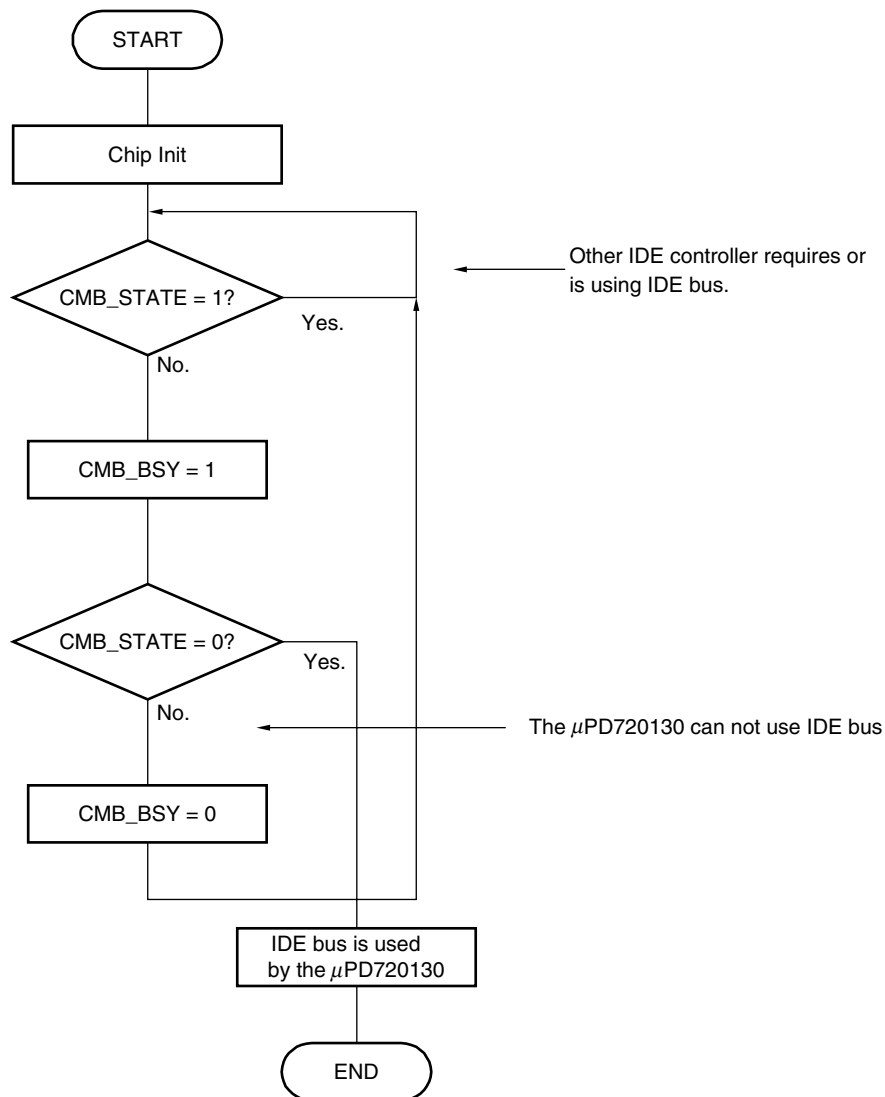 START
Chip Init
CMB_STATE = 1?
Yes.
Other IDE controller requires or
is using IDE bus.
No.
CMB_BSY = 1
CMB_STATE = 0?
Yes.
No.
The μPD720130 can not use IDE bus
CMB_BSY = 0
IDE bus is used
by the μPD720130
END